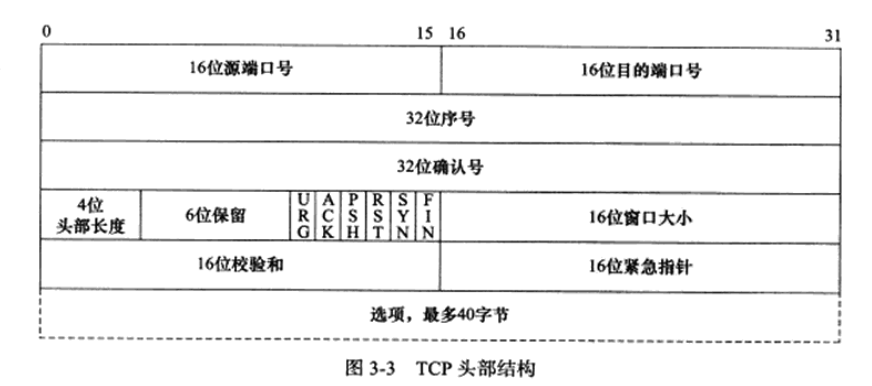 0 15 16 31
16位源端口号 16位目的端口号
32位序号
32位确认号
4位
头部长度 6位保留 URG ACK PSH RST SYN FIN 16位窗口大小
16位校验和 16位紧急指针
选项，最多40字节
图 3-3 TCP 头部结构